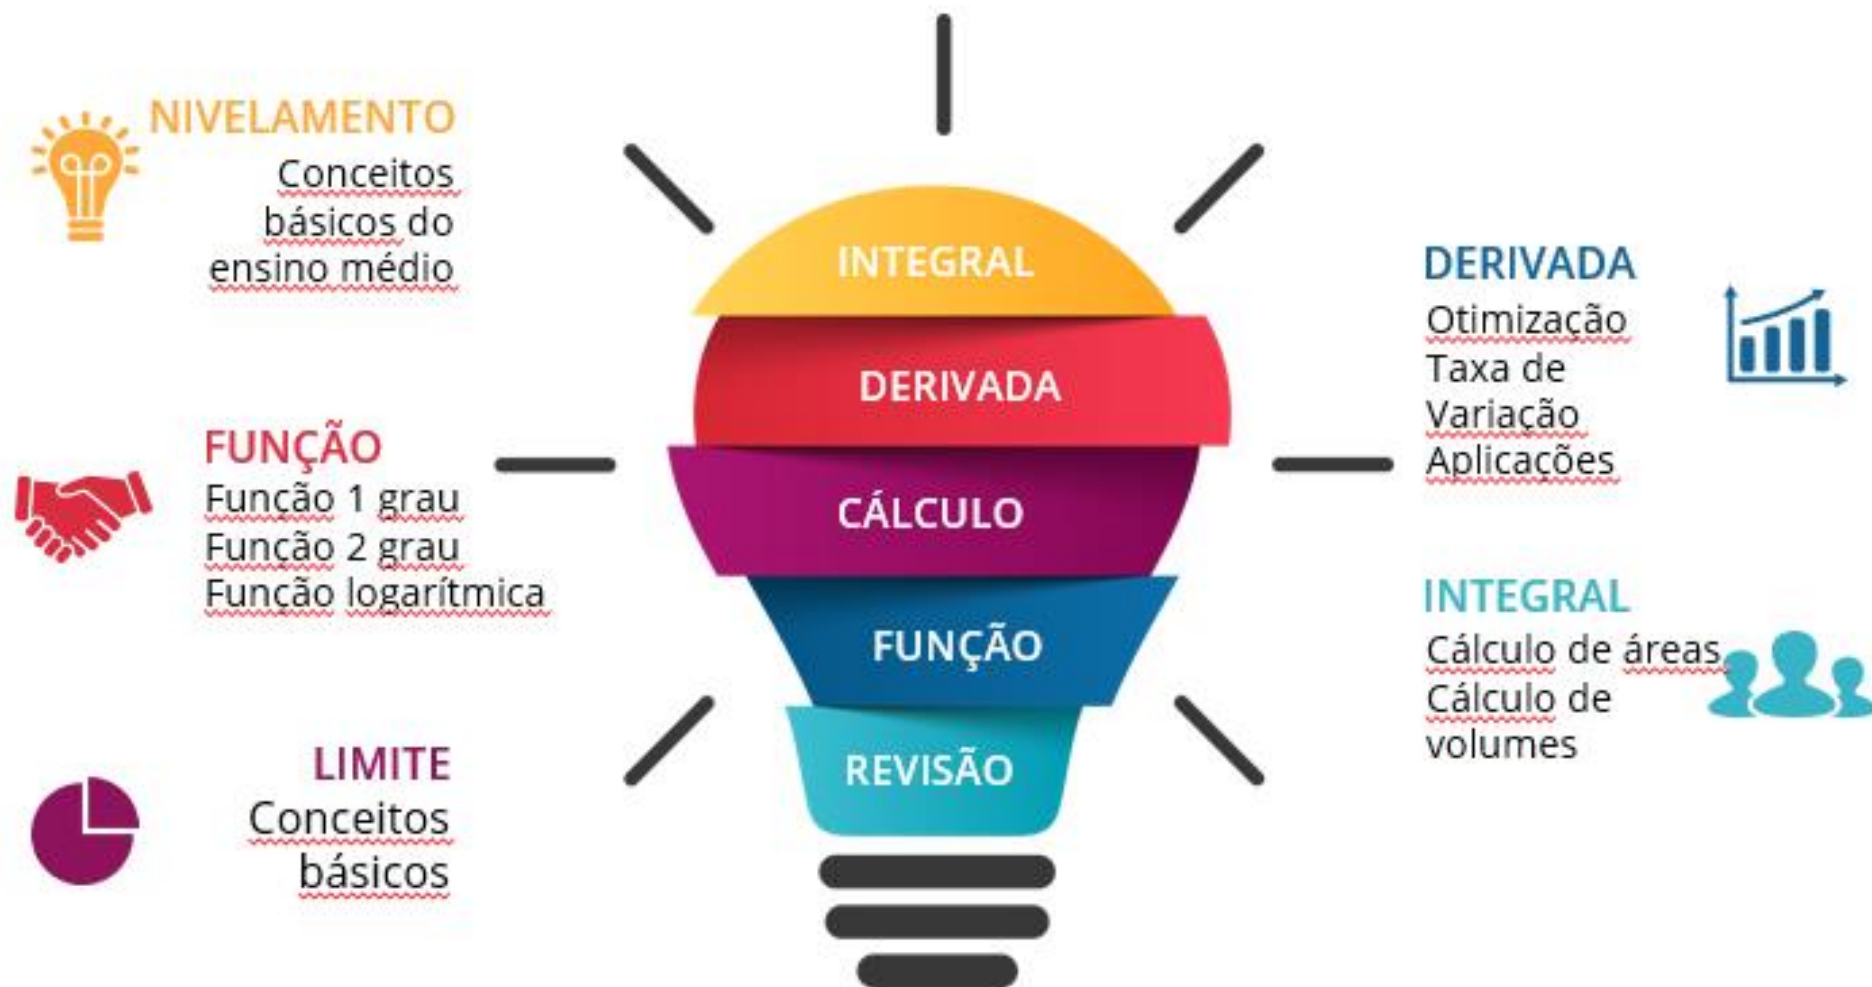 NIVELAMENTO
Conceitos
básicos do
ensino médio
FUNÇÃO
Função 1 grau
Função 2 grau
Função logarítmica
LIMITE
Conceitos
básicos
INTEGRAL
DERIVADA
CÁLCULO
FUNÇÃO
REVISÃO
DERIVADA
Otimização
Taxa de
Variação
Aplicações
INTEGRAL
Cálculo de áreas
Cálculo de
volumes